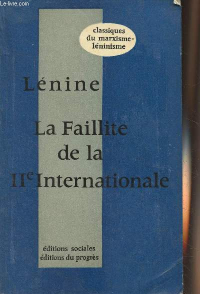 classiques
du marxisme-
léninisme
Lénine
La Faillite
de la
IIe Internationale
éditions sociales
éditions du progrès